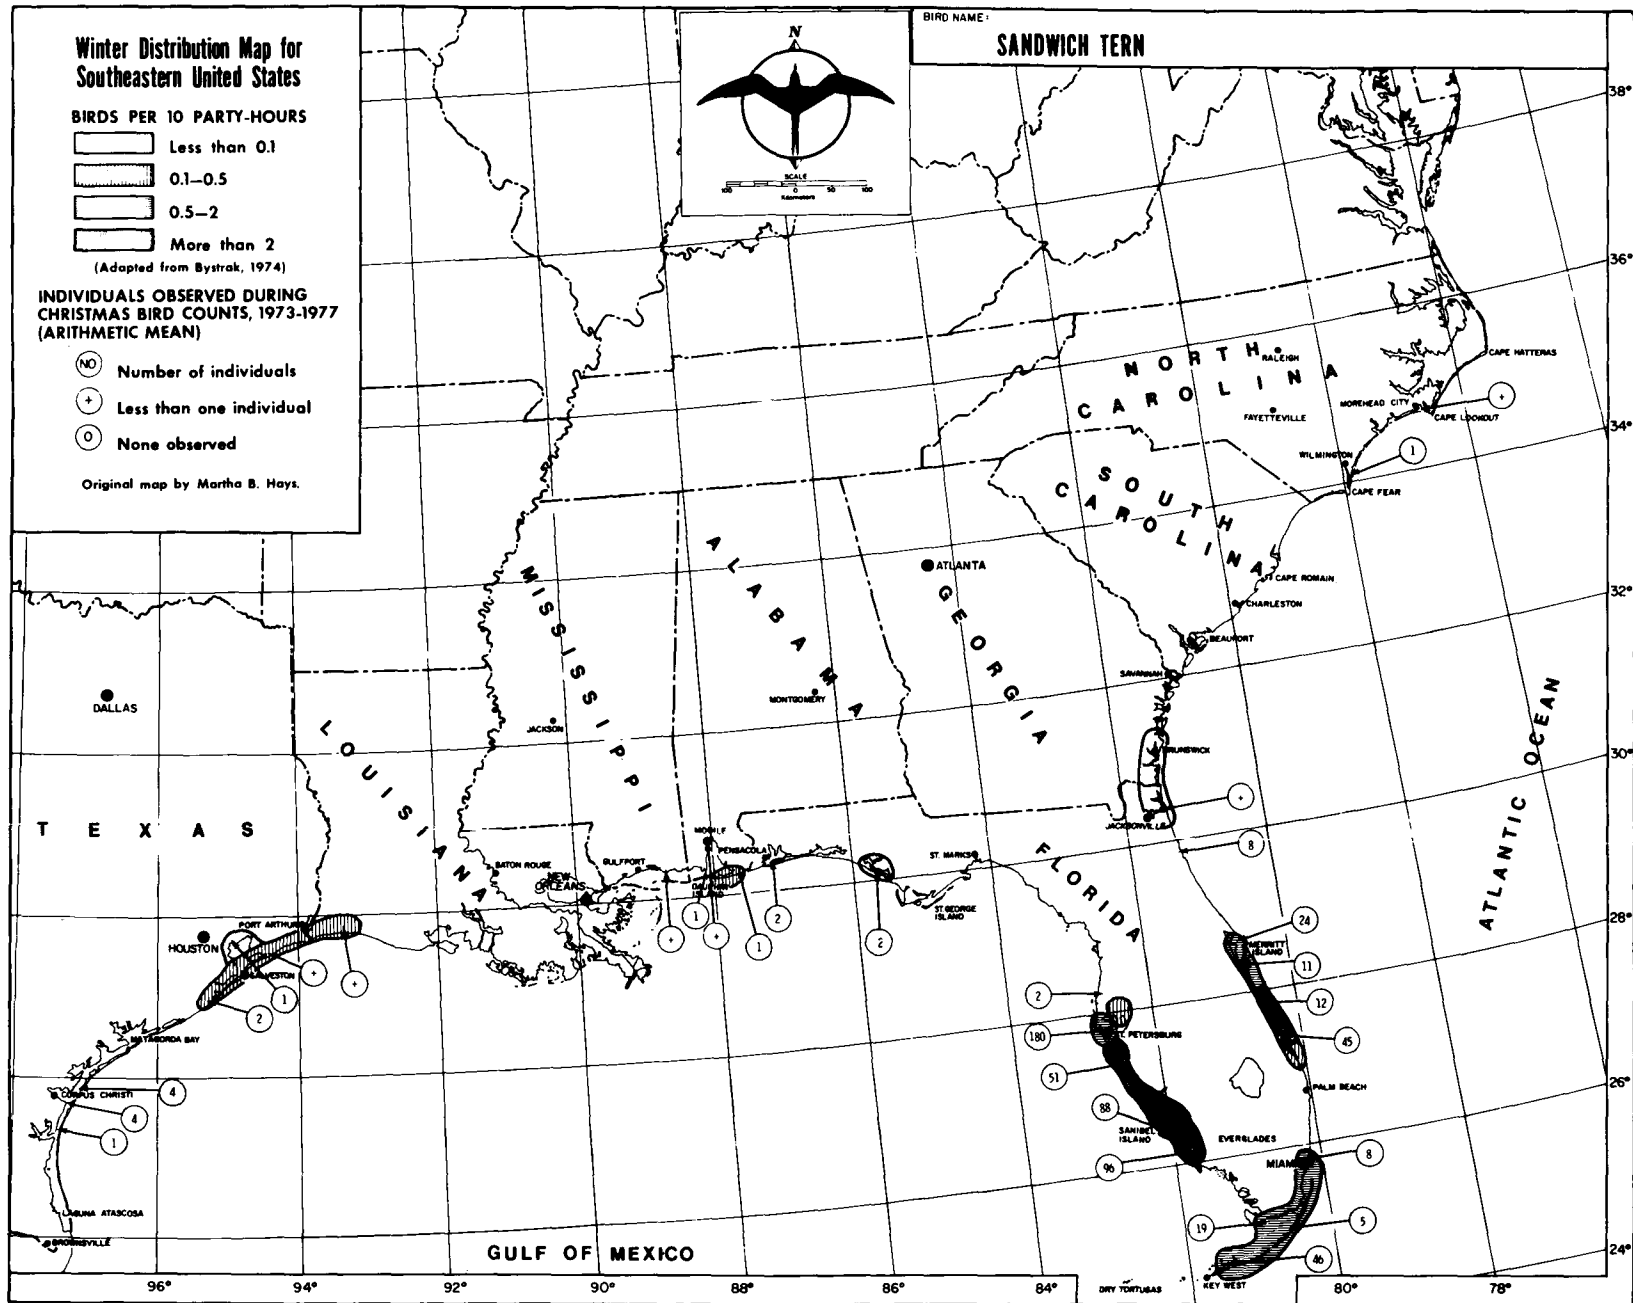 Winter Distribution Map for
Southeastern United States
BIRDS PER 10 PARTY-HOURS
Less than 0.1
0.1—0.5
0.5—2
More than 2
(Adapted from Bystrak, 1974)
INDIVIDUALS OBSERVED DURING
CHRISTMAS BIRD COUNTS, 1973-1977
(ARITHMETIC MEAN)
NO Number of individuals
+ Less than one individual
0 None observed
Original map by Martha B. Hays.
N
SCALE
100 0 50 100
Kilometers
BIRD NAME:
SANDWICH TERN
38°
36°
34°
32°
30°
28°
26°
24°
NORTH
CAROLINA
RALEIGH
FAYETTEVILLE
CAPE HATTERAS
MOREHEAD CITY
CAPE LOOKOUT
+
WILMINGTON
1
CAPE FEAR
SOUTH
CAROLINA
CAPE ROMAIN
CHARLESTON
BEAUFORT
SAVANNAH
ATLANTA
GEORGIA
BRUNSWICK
JACKSONVILLE
+
8
ALABAMA
MONTGOMERY
MISSISSIPPI
JACKSON
LOUISIANA
DALLAS
TEXAS
MOBILE
PENSACOLA
GULFPORT
BATON ROUGE
NEW
ORLEANS
DAUPHIN
ISLAND
ST. MARKS
ST GEORGE
ISLAND
FLORIDA
+
1
+
1
2
2
PORT ARTHUR
HOUSTON
GALVESTON
+
+
1
2
MATAGORDA BAY
CORPUS CHRISTI
4
4
1
LAGUNA ATASCOSA
BROWNSVILLE
24
MERRITT
ISLAND
11
12
45
2
ST. PETERSBURG
180
51
88
SANIBEL
ISLAND
96
PALM BEACH
EVERGLADES
MIAMI
8
19
5
46
KEY WEST
DRY TORTUGAS
GULF OF MEXICO
ATLANTIC OCEAN
96°
94°
92°
90°
88°
86°
84°
80°
78°